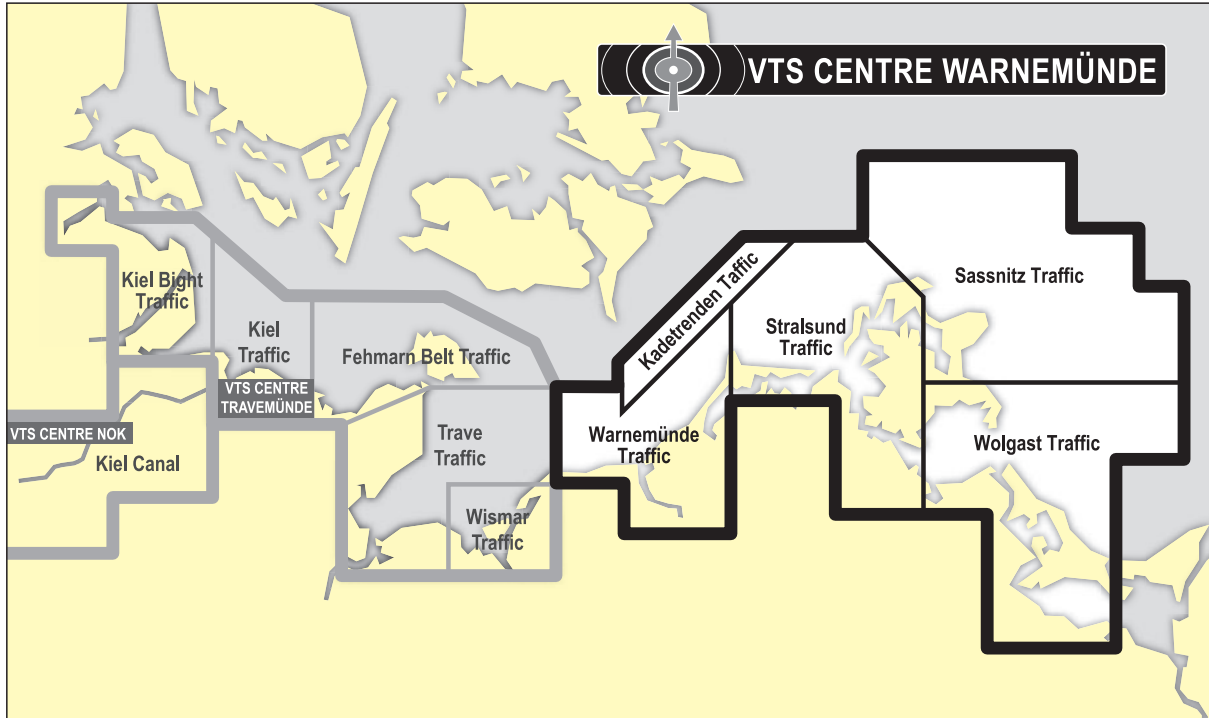 VTS CENTRE WARNEMÜNDE
Kiel Bight
Traffic
Kiel
Traffic
Fehmarn Belt Traffic
VTS CENTRE
TRAVEMÜNDE
VTS CENTRE NOK
Kiel Canal
Trave
Traffic
Wismar
Traffic
Kadetrenden Taffic
Warnemünde
Traffic
Stralsund
Traffic
Sassnitz Traffic
Wolgast Traffic